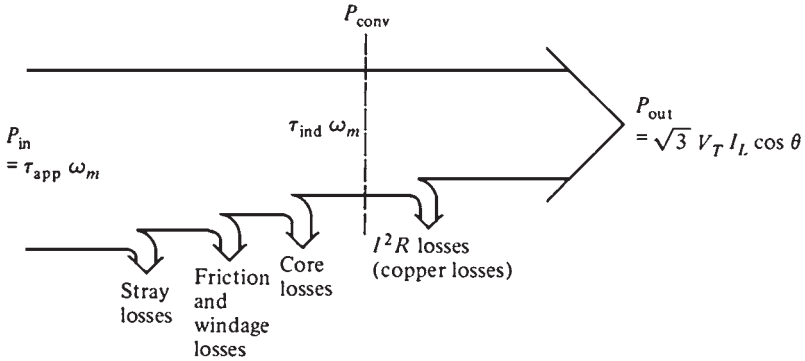 P_conv
P_in
= τ_app ω_m
τ_ind ω_m
P_out
= √3 V_T I_L cos θ
Stray
losses
Friction
and
windage
losses
Core
losses
I²R losses
(copper losses)